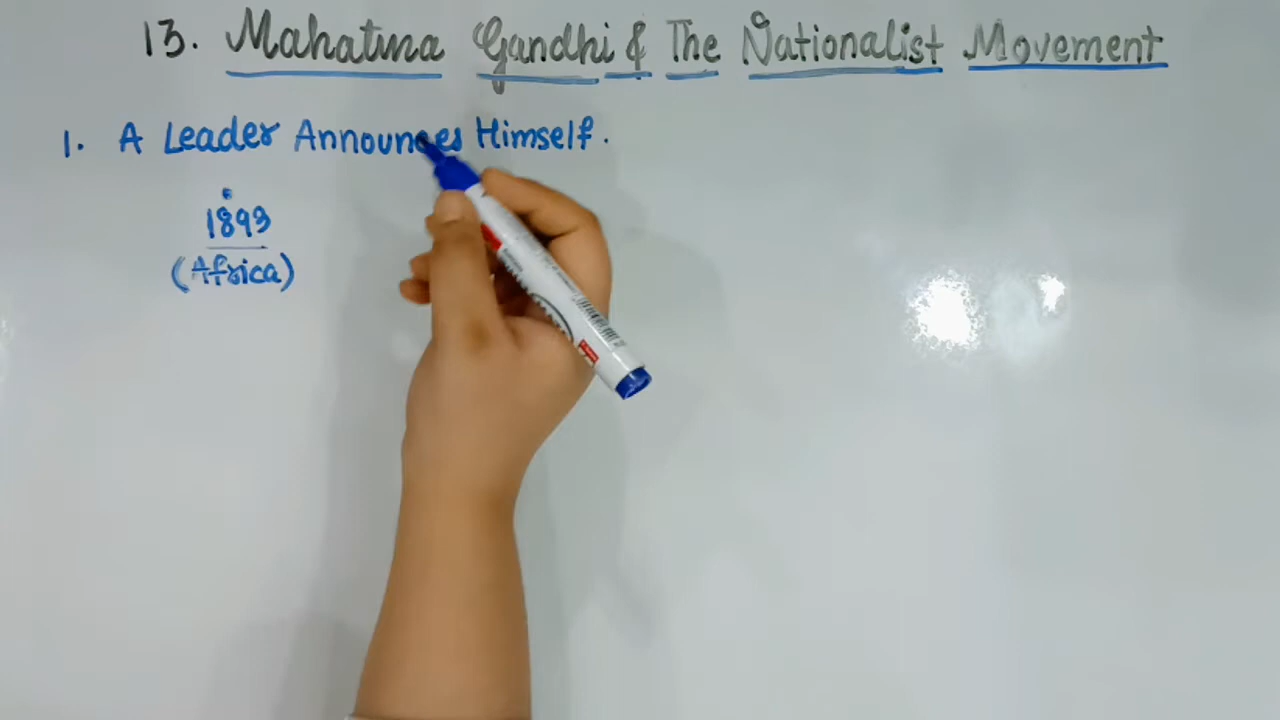 13. Mahatma Gandhi & The Nationalist Movement
1. A Leader Announces Himself.
1893
(Africa)